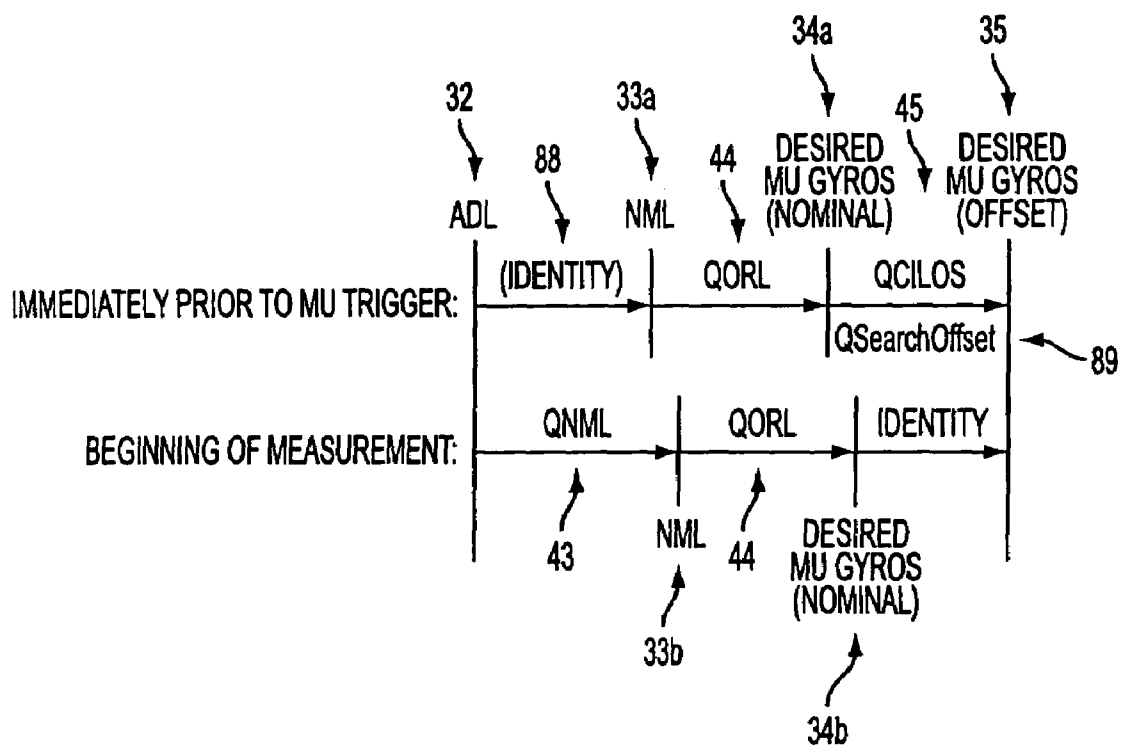 34a
35
32
33a
45
88
44
DESIRED
MU GYROS
(NOMINAL)
DESIRED
MU GYROS
(OFFSET)
ADL
NML
(IDENTITY)
QORL
QCILOS
IMMEDIATELY PRIOR TO MU TRIGGER:
QSearchOffset
89
QNML
QORL
IDENTITY
BEGINNING OF MEASUREMENT:
43
NML
44
DESIRED
MU GYROS
(NOMINAL)
33b
34b